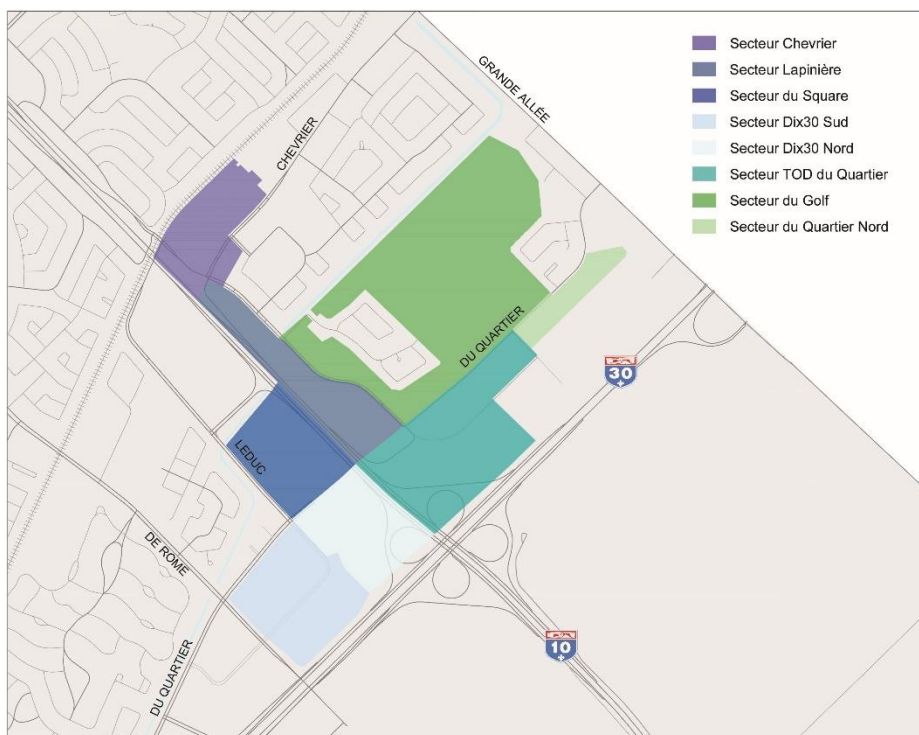 Secteur Chevrier
Secteur Lapinière
Secteur du Square
Secteur Dix30 Sud
Secteur Dix30 Nord
Secteur TOD du Quartier
Secteur du Golf
Secteur du Quartier Nord
GRANDE ALLÉE
CHEVRIER
DU QUARTIER
30
LEDUC
DE ROME
10
DU QUARTIER